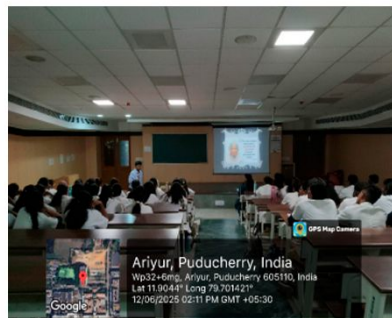 GPS Map Camera
Ariyur, Puducherry, India
Wp32+6mg, Ariyur, Puducherry 605110, India
Lat 11.9044° Long 79.701421°
12/06/2025 02:11 PM GMT +05:30
Google